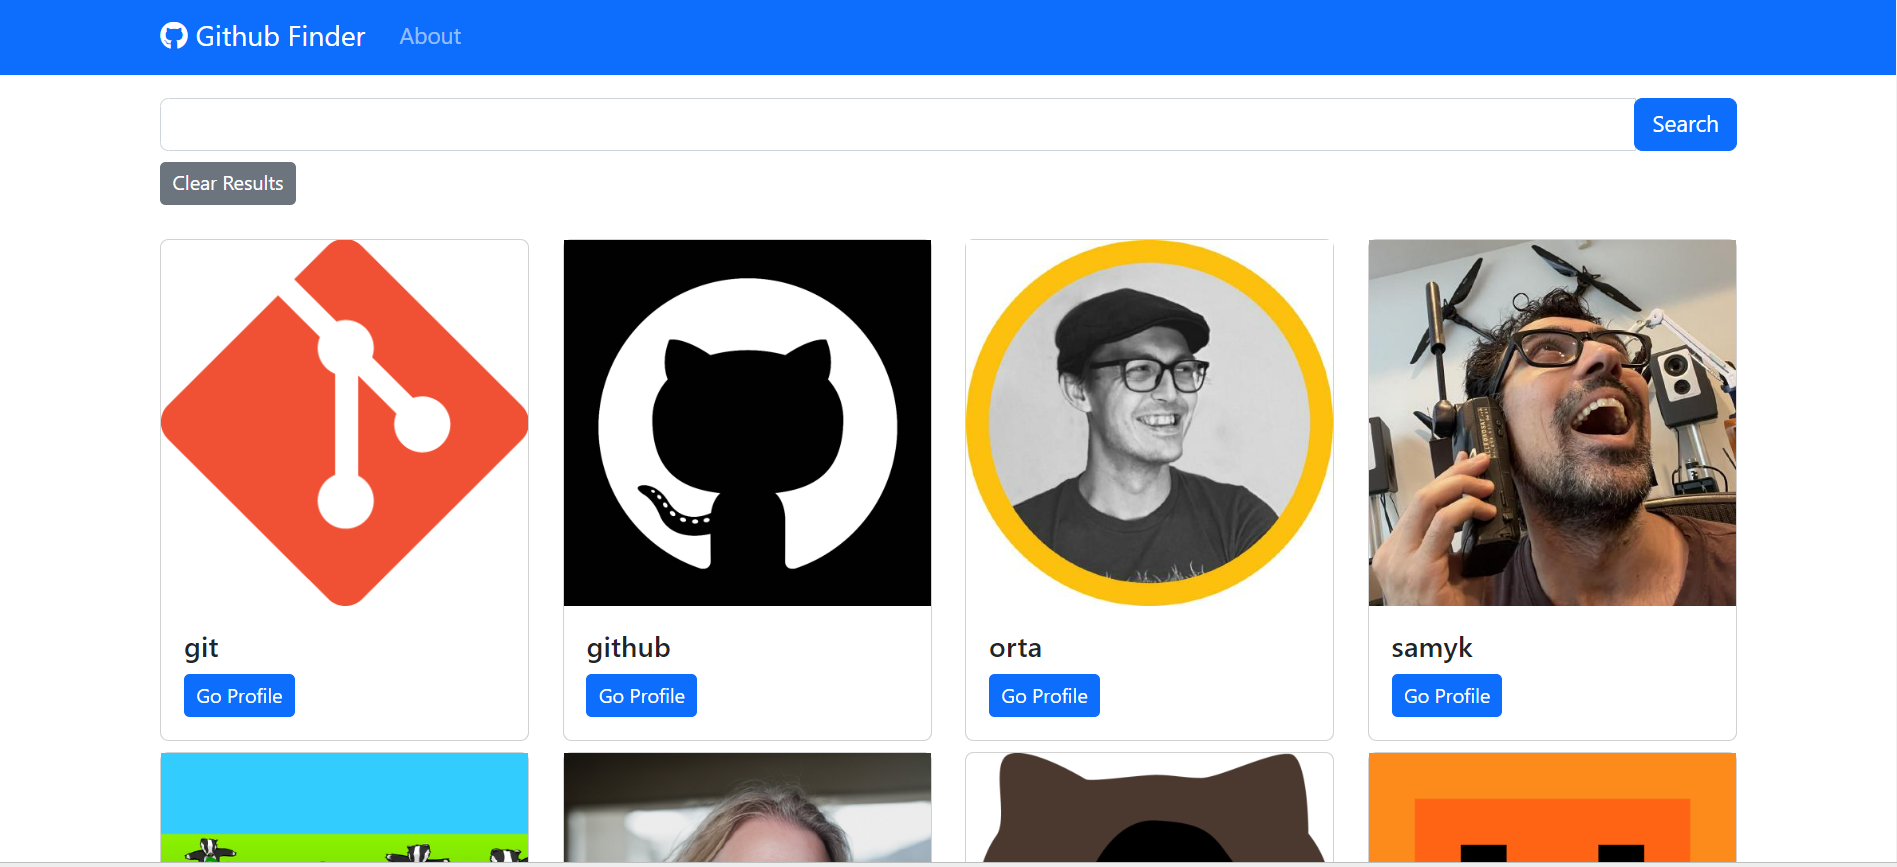 Github Finder About
Search
Clear Results
git github orta samyk
Go Profile Go Profile Go Profile Go Profile